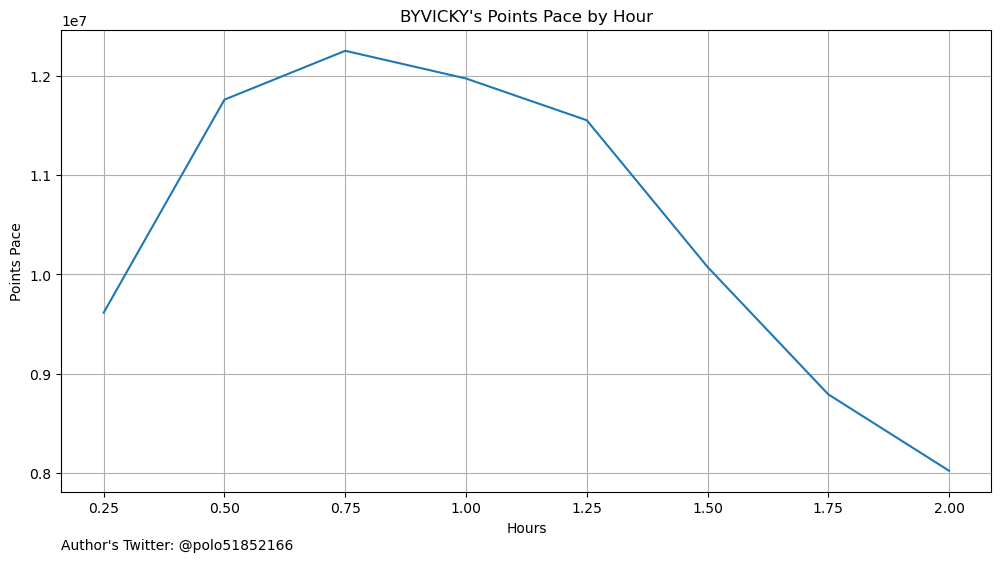 BYVICKY's Points Pace by Hour
1e7
1.2
1.1
1.0
0.9
0.8
Points Pace
0.25 0.50 0.75 1.00 1.25 1.50 1.75 2.00
Hours
Author's Twitter: @polo51852166